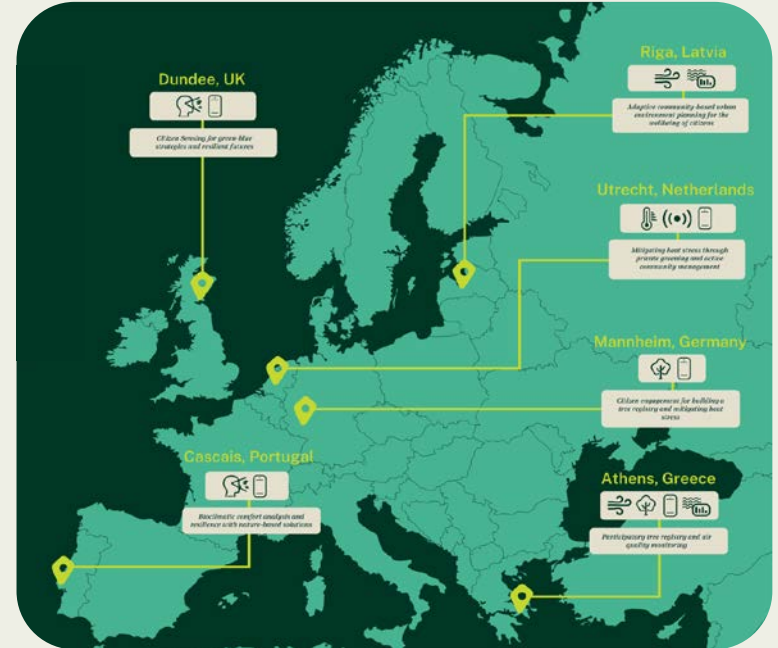 Dundee, UK
Citizen Sensing for green-blue
strategies and resilient futures
Riga, Latvia
Adaptive community-based urban
environment planning for the
wellbeing of citizens
Utrecht, Netherlands
Mitigating heat stress through
private greening and active
community management
Mannheim, Germany
Citizen engagement for building a
tree registry and mitigating heat
stress
Cascais, Portugal
Bioclimatic comfort analysis and
resilience with nature-based solutions
Athens, Greece
Participatory tree registry and air
quality monitoring